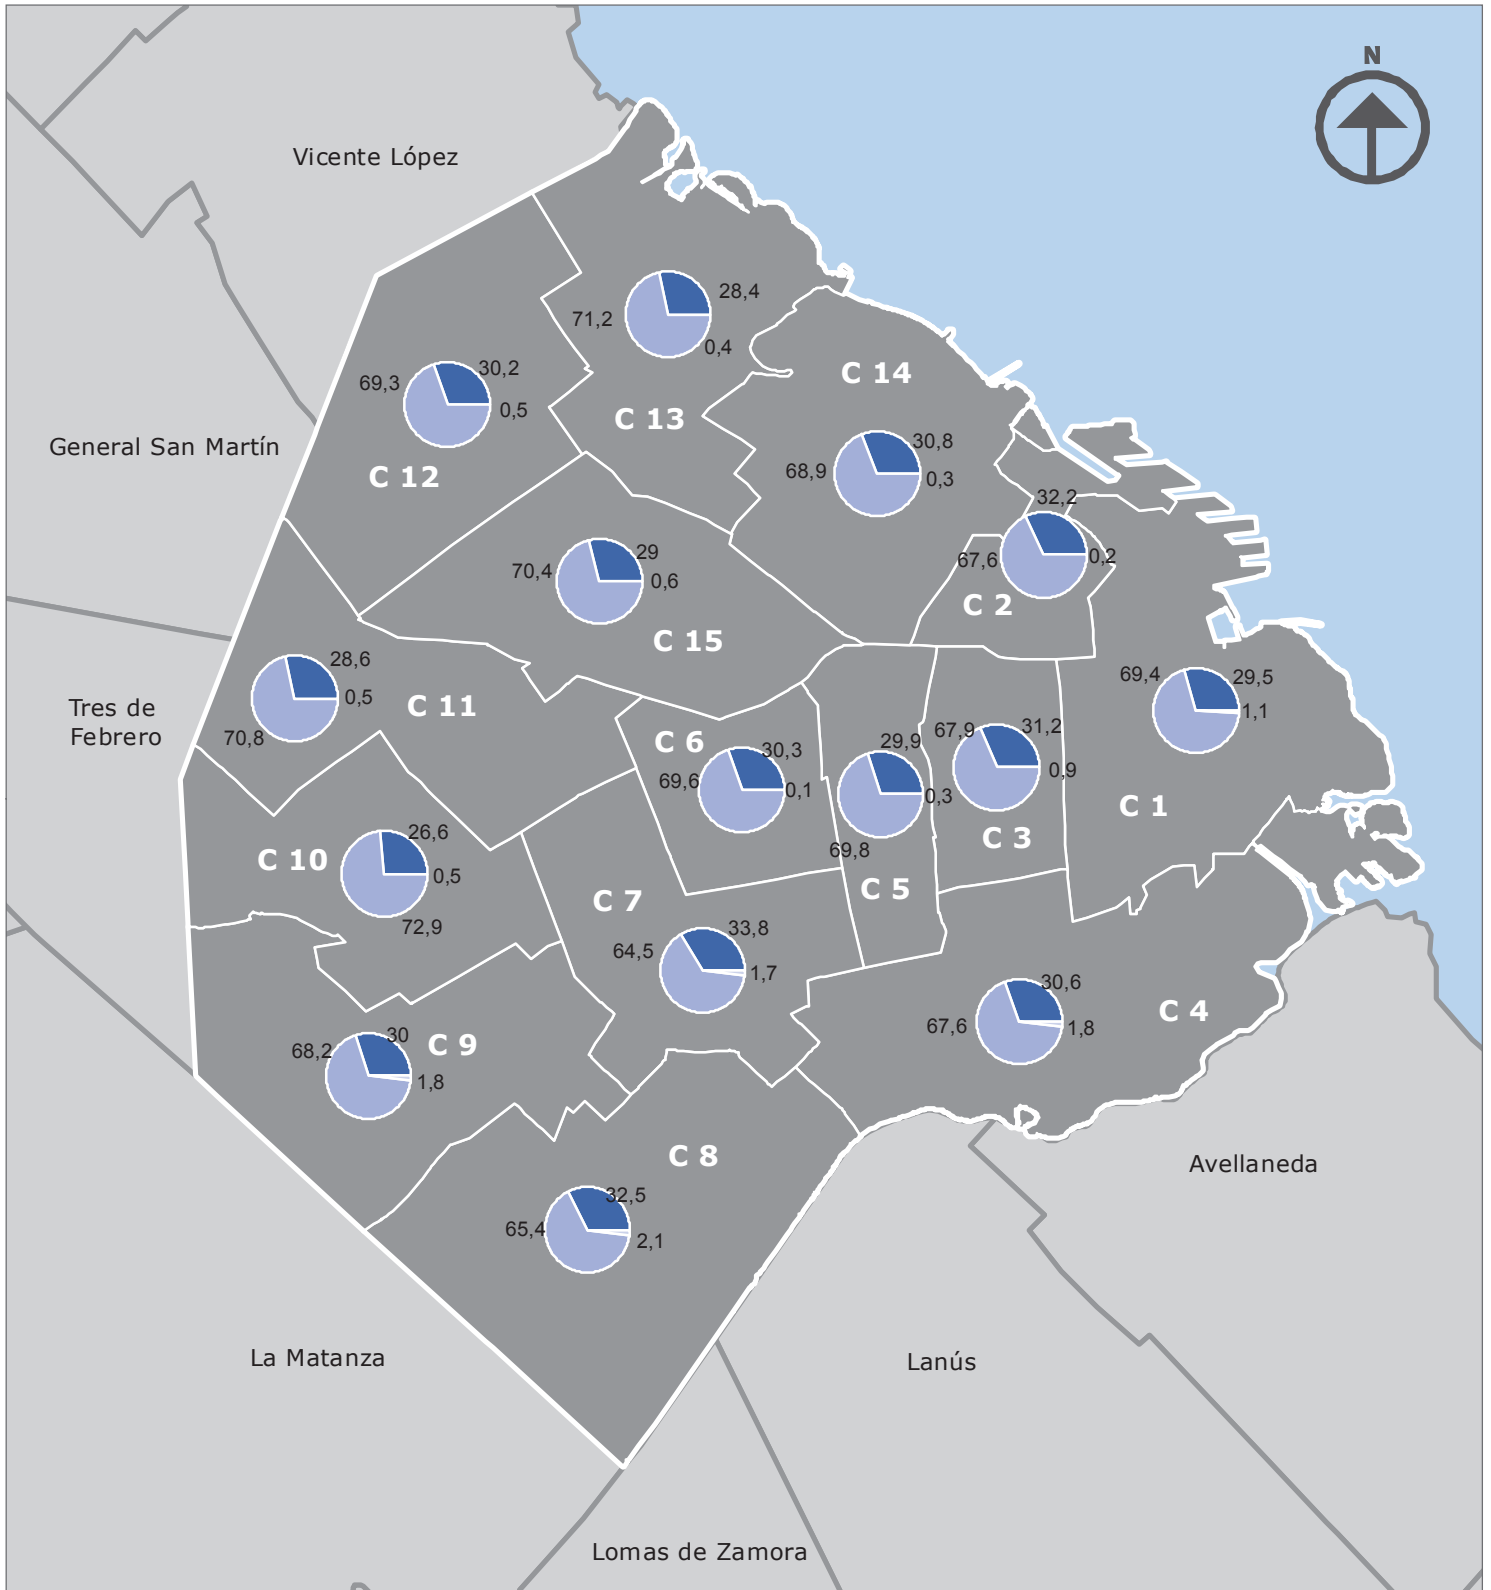 N
Vicente López
28,4
71,2
0,4
C 13
30,2
69,3
0,5
C 12
C 14
30,8
68,9
0,3
General San Martín
32,2
67,6
0,2
C 2
29
70,4
0,6
C 15
28,6
0,5
70,8
C 11
Tres de
Febrero
69,4
29,5
1,1
C 1
C 6
30,3
69,6
0,1
29,9
0,3
69,8
C 5
67,9
31,2
0,9
C 3
26,6
C 10
0,5
72,9
C 7
33,8
64,5
1,7
30,6
67,6
1,8
C 4
30
68,2
1,8
C 9
C 8
32,5
65,4
2,1
Avellaneda
La Matanza
Lanús
Lomas de Zamora